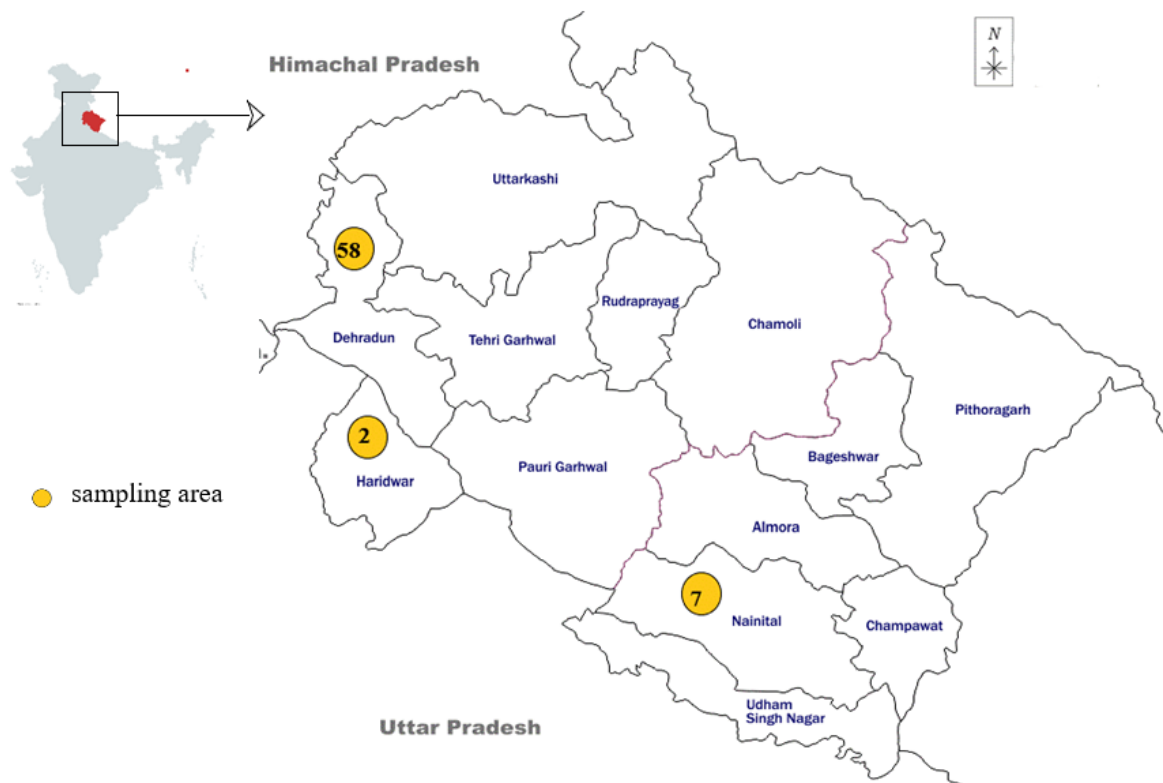 N
Himachal Pradesh
Uttarkashi
58
Rudraprayag
Chamoli
Dehradun
Tehri Garhwal
Pithoragarh
2
Bageshwar
Pauri Garhwal
Haridwar
sampling area
Almora
7
Nainital
Champawat
Udham
Singh Nagar
Uttar Pradesh